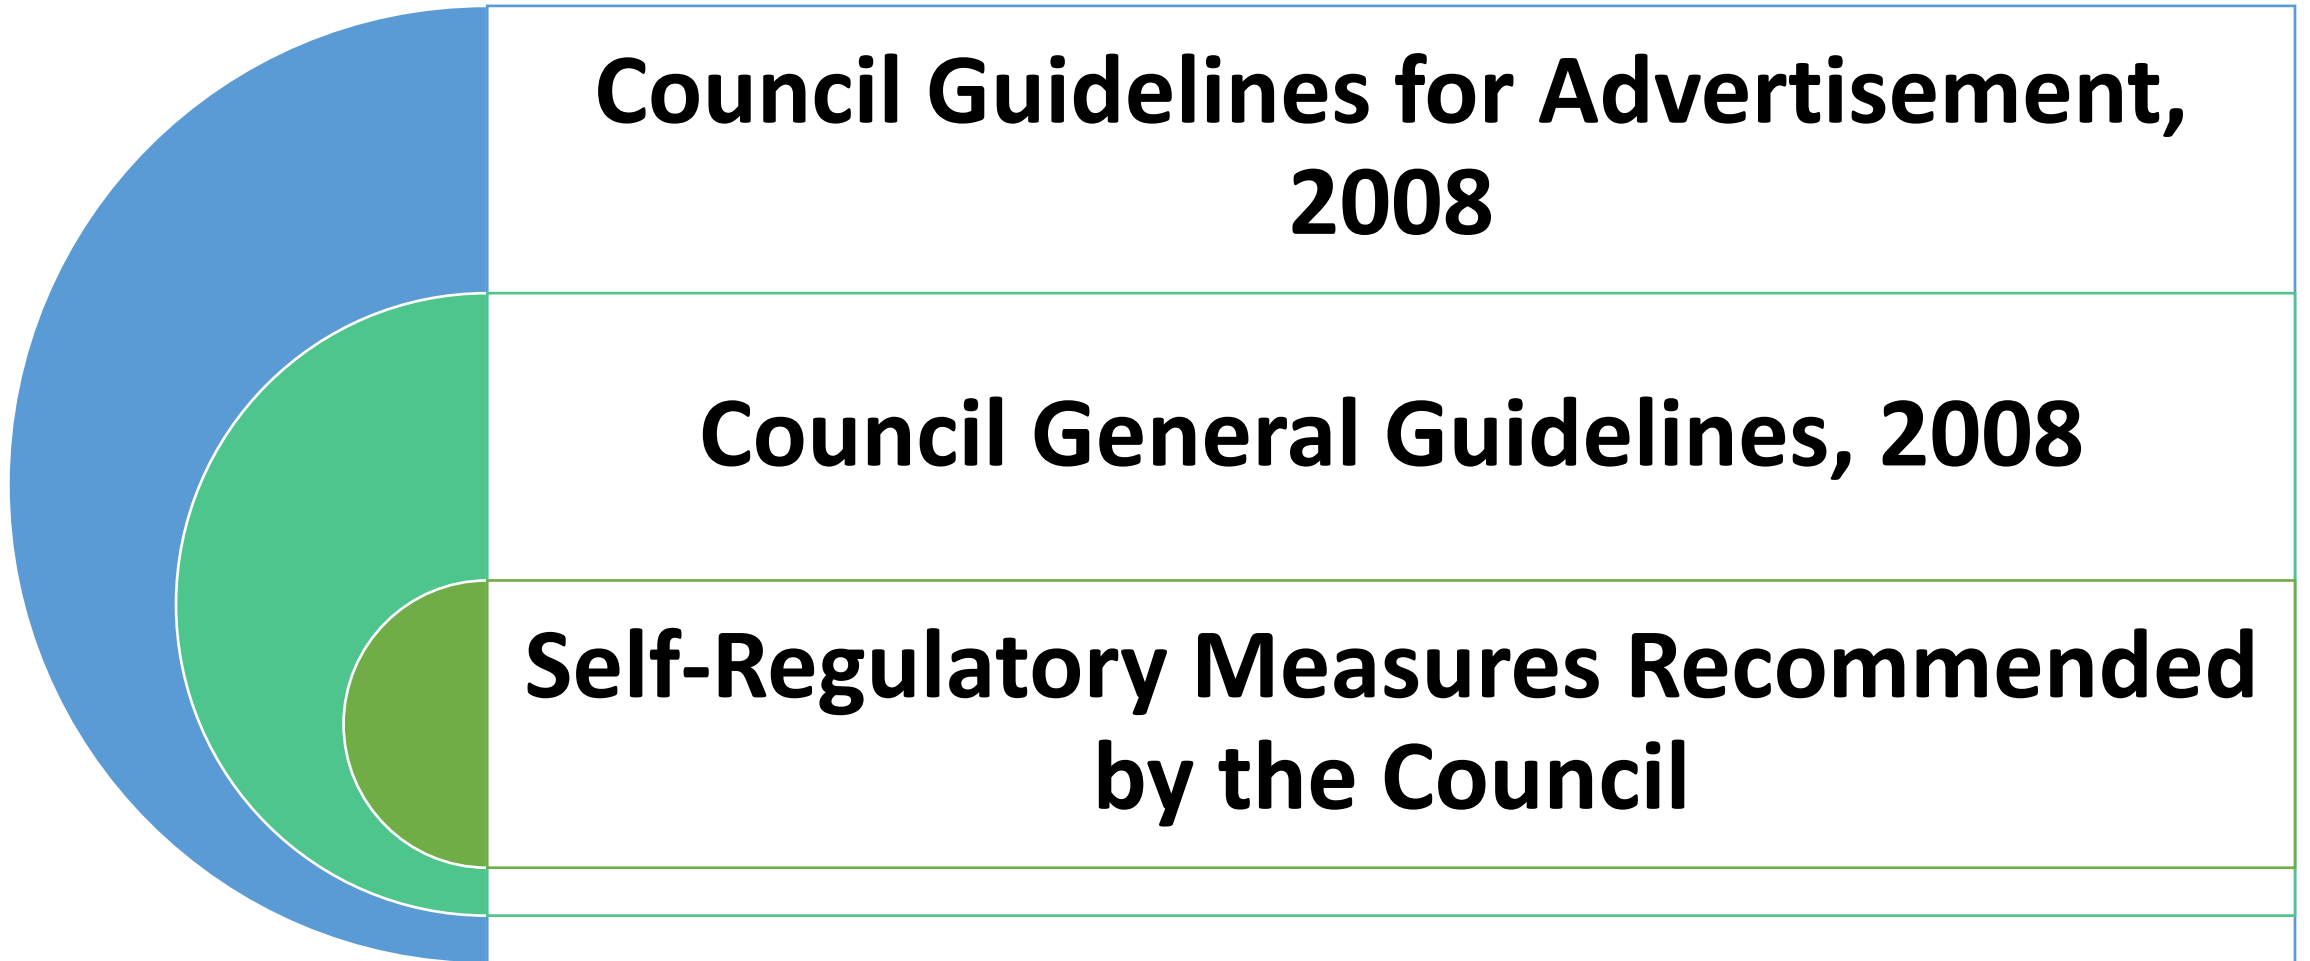 Council Guidelines for Advertisement,
2008
Council General Guidelines, 2008
Self-Regulatory Measures Recommended
by the Council